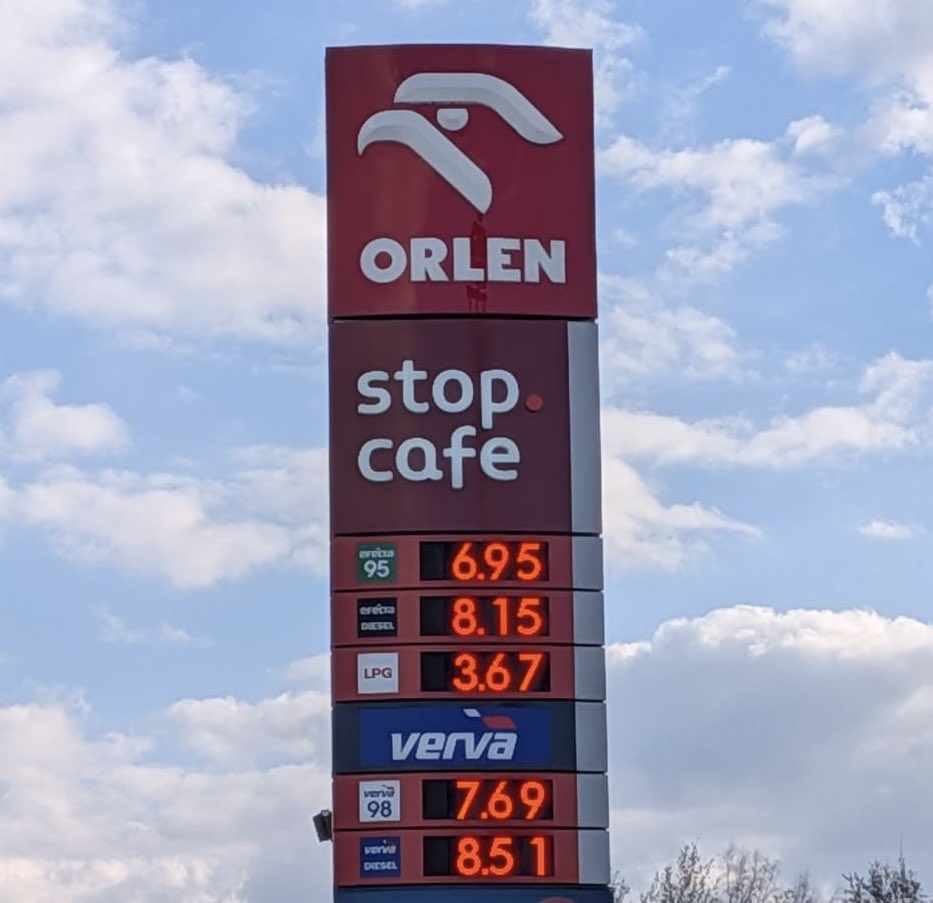 ORLEN
stop.
cafe
efecta 95 6.95
efecta DIESEL 8.15
LPG 3.67
verva
verva 98 7.69
verva DIESEL 8.51